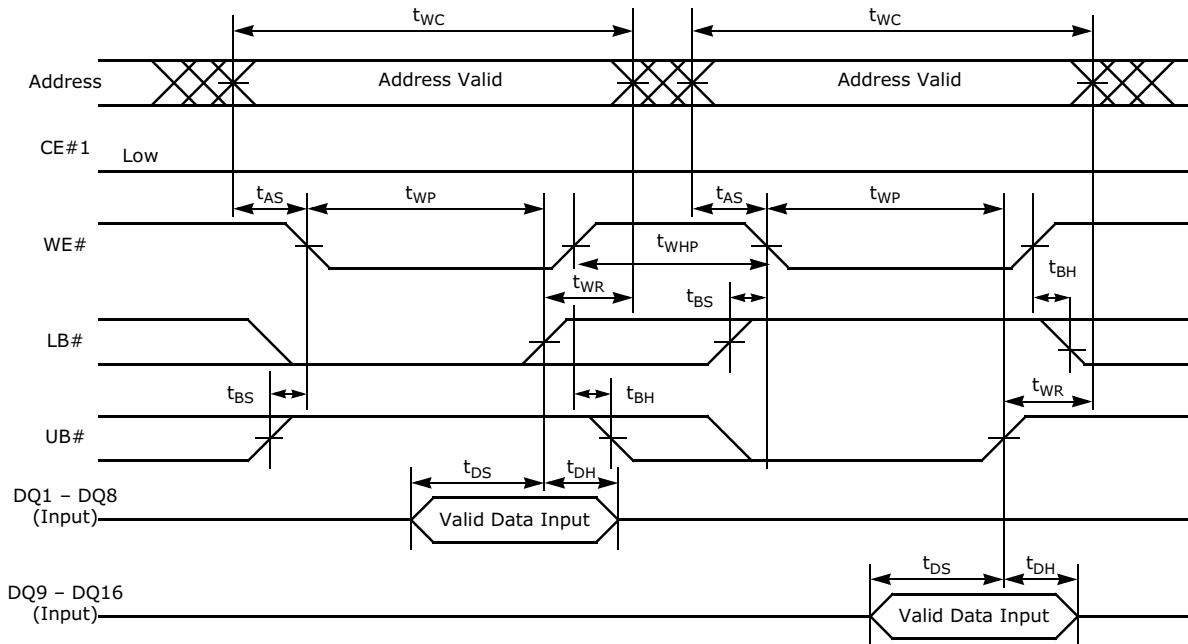 tWC tWC
Address Address Valid Address Valid
CE#1 Low
tAS tWP tAS tWP
WE# tWHP tBH
tWR tBS
LB#
tBS tBH tWR
UB#
tDS tDH
DQ1 – DQ8
(Input) Valid Data Input
tDS tDH
DQ9 – DQ16
(Input) Valid Data Input